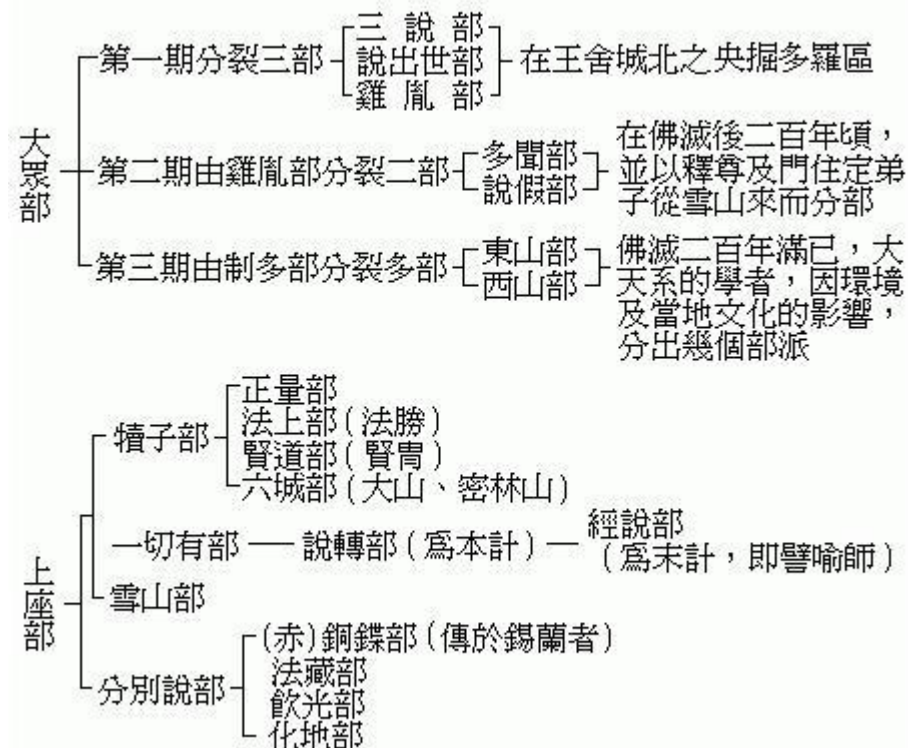 大眾部
第一期分裂三部
三說部
說出世部
雞胤部
在王舍城北之央掘多羅區
第二期由雞胤部分裂二部
多聞部
說假部
在佛滅後二百年頃，
並以釋尊及門住定弟
子從雪山來而分部
第三期由制多部分裂多部
東山部
西山部
佛滅二百年滿已，大
天系的學者，因環境
及當地文化的影響，
分出幾個部派
上座部
犢子部
正量部
法上部(法勝)
賢道部(賢冑)
六城部(大山、密林山)
一切有部
說轉部(爲本計)
經說部
(爲末計，即譬喻師)
雪山部
分別說部
(赤)銅鍱部(傳於錫蘭者)
法藏部
飲光部
化地部